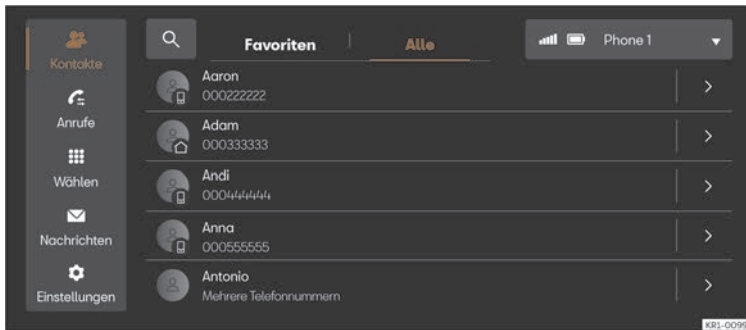 Kontakte
Anrufe
Wählen
Nachrichten
Einstellungen
Favoriten
Alle
Phone 1
Aaron
000222222
Adam
000333333
Andi
000444444
Anna
000555555
Antonio
Mehrere Telefonnummern
KR1-0099